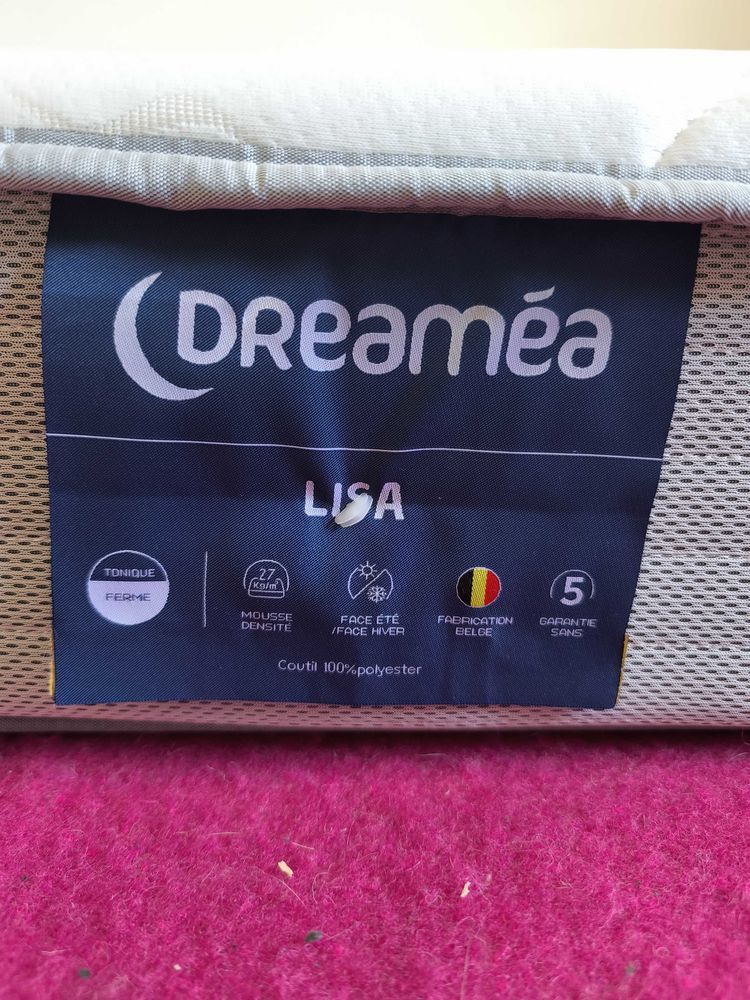 DReaméa
LISA
TONIQUE
FERME
27
Kg/m³
MOUSSE
DENSITÉ
FACE ÉTÉ
/FACE HIVER
FABRICATION
BELGE
5
GARANTIE
SANS
Coutil 100%polyester